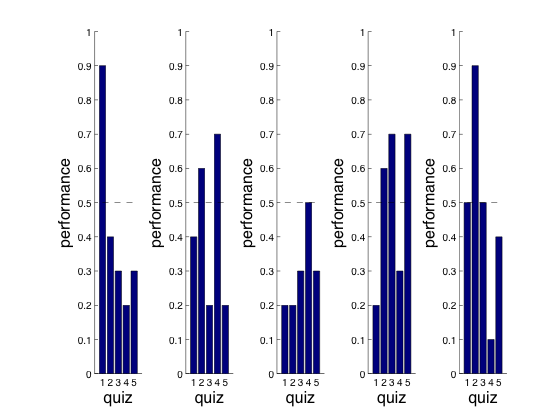 1 1 1 1 1
0.9 0.9 0.9 0.9 0.9
0.8 0.8 0.8 0.8 0.8
0.7 0.7 0.7 0.7 0.7
0.6 0.6 0.6 0.6 0.6
performance performance performance performance performance
0.5 0.5 0.5 0.5 0.5
0.4 0.4 0.4 0.4 0.4
0.3 0.3 0.3 0.3 0.3
0.2 0.2 0.2 0.2 0.2
0.1 0.1 0.1 0.1 0.1
0 0 0 0 0
1 2 3 4 5 1 2 3 4 5 1 2 3 4 5 1 2 3 4 5 1 2 3 4 5
quiz quiz quiz quiz quiz